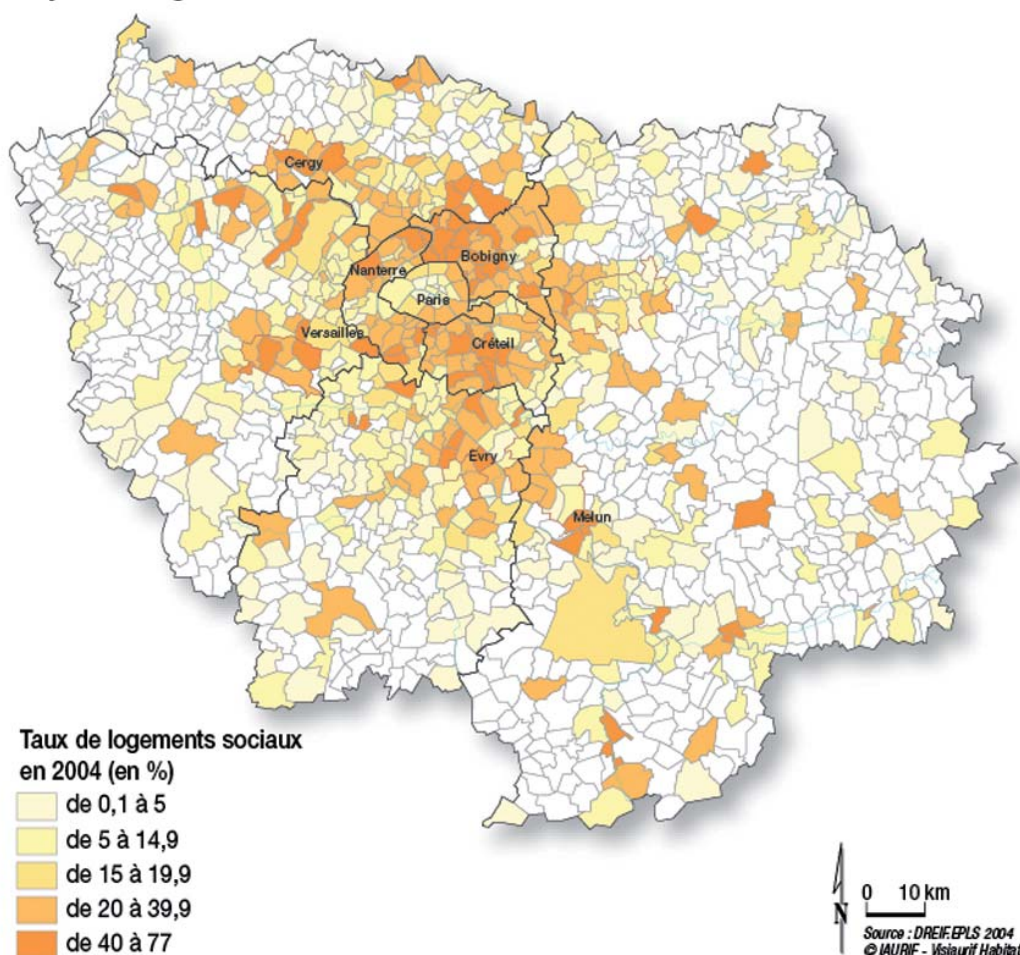 Cergy
Bobigny
Nanterre
Paris
Versailles
Créteil
Evry
Melun
Taux de logements sociaux
en 2004 (en %)
de 0,1 à 5
de 5 à 14,9
de 15 à 19,9
de 20 à 39,9
de 40 à 77
0 10 km
N
Source : DREIF.EPLS 2004
© IAURIF - Visiaurif Habitat